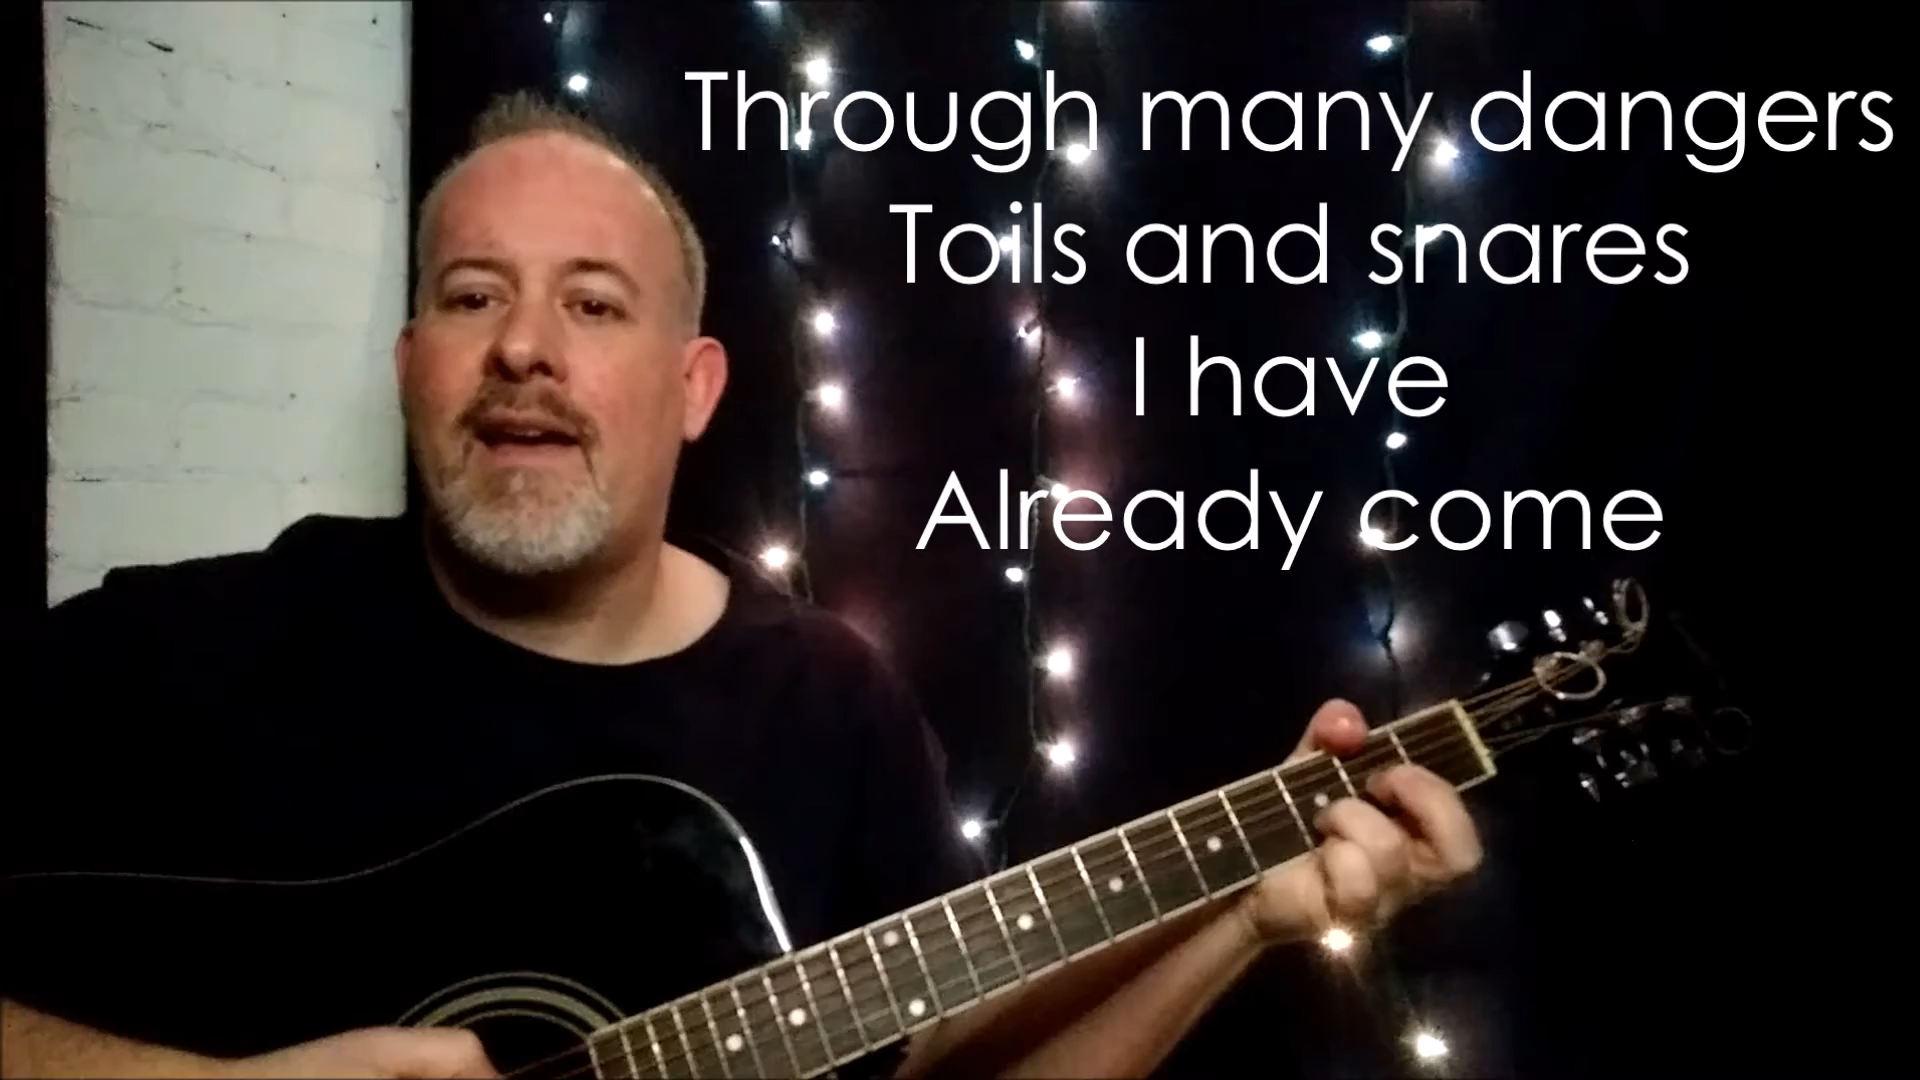 Through many dangers
Toils and snares
I have
Already come